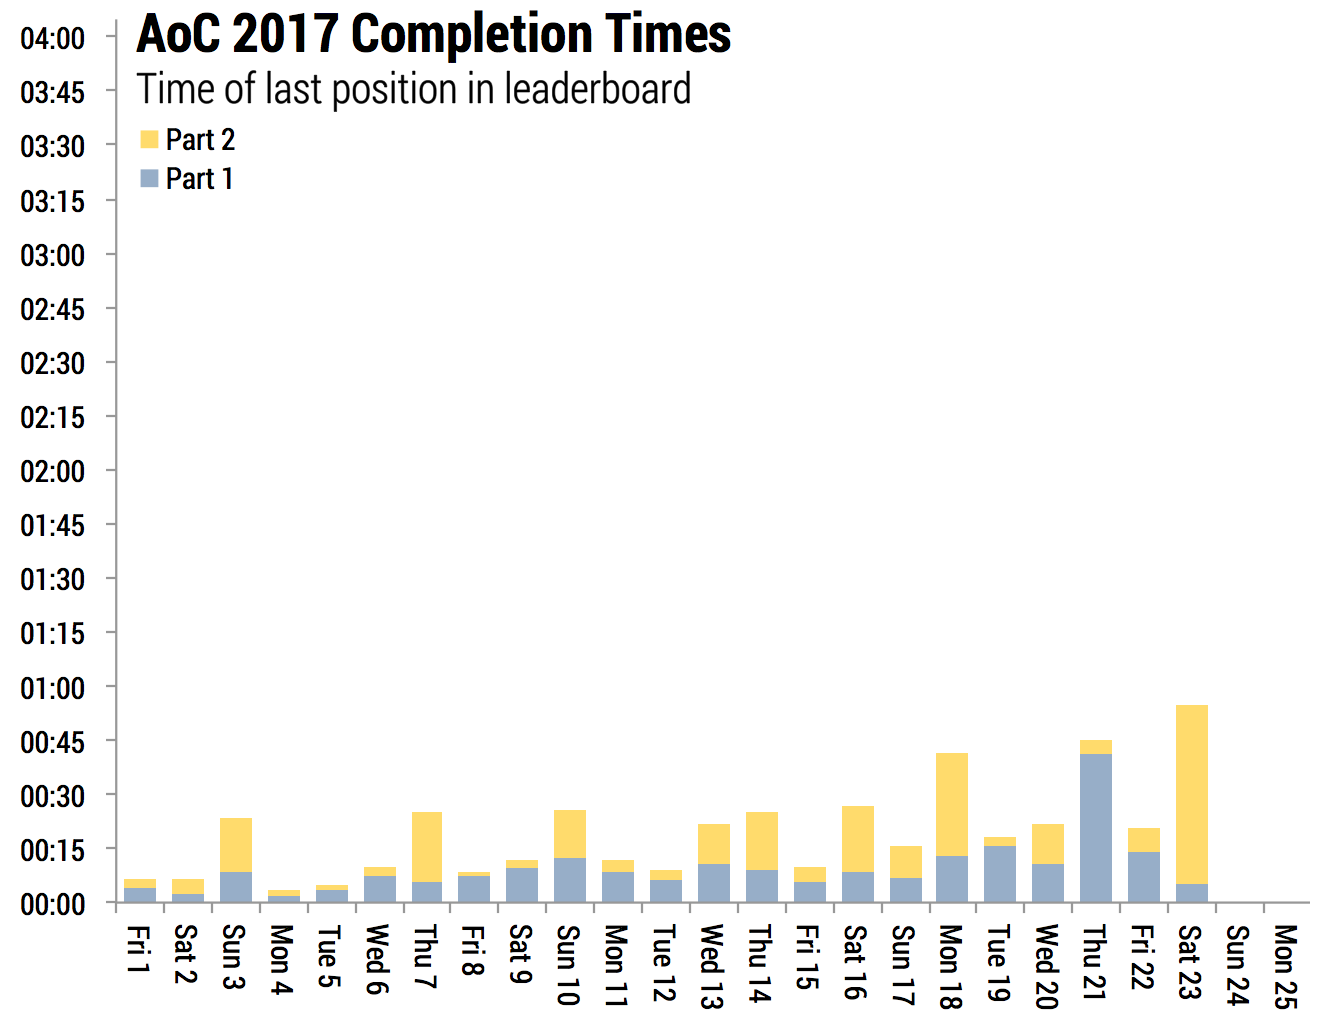 AoC 2017 Completion Times
Time of last position in leaderboard
Part 2
Part 1
04:00
03:45
03:30
03:15
03:00
02:45
02:30
02:15
02:00
01:45
01:30
01:15
01:00
00:45
00:30
00:15
00:00
Fri 1
Sat 2
Sun 3
Mon 4
Tue 5
Wed 6
Thu 7
Fri 8
Sat 9
Sun 10
Mon 11
Tue 12
Wed 13
Thu 14
Fri 15
Sat 16
Sun 17
Mon 18
Tue 19
Wed 20
Thu 21
Fri 22
Sat 23
Sun 24
Mon 25